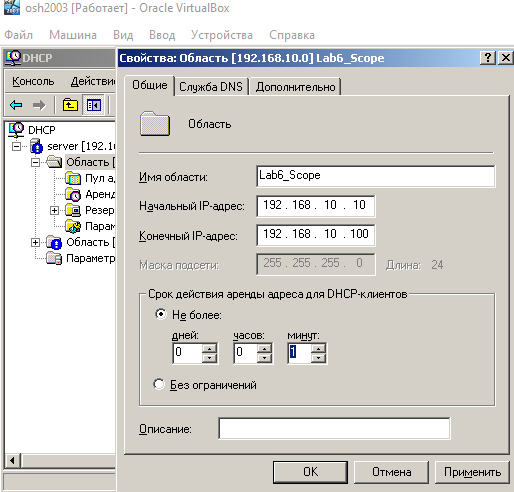 osh2003 [Работает] - Oracle VirtualBox
Файл Машина Вид Ввод Устройства Справка
DHCP
Консоль Действи
DHCP
server [192.16
Область [
Пул а
Арен
Резер
Парам
Область [
Параметр
Свойства: Область [192.168.10.0] Lab6_Scope
Общие Служба DNS Дополнительно
Область
Имя области: Lab6_Scope
Начальный IP-адрес: 192 . 168 . 10 . 10
Конечный IP-адрес: 192 . 168 . 10 . 100
Маска подсети: 255 . 255 . 255 . 0 Длина: 24
Срок действия аренды адреса для DHCP-клиентов
Не более:
дней: часов: минут:
0 0 1
Без ограничений
Описание:
OK Отмена Применить